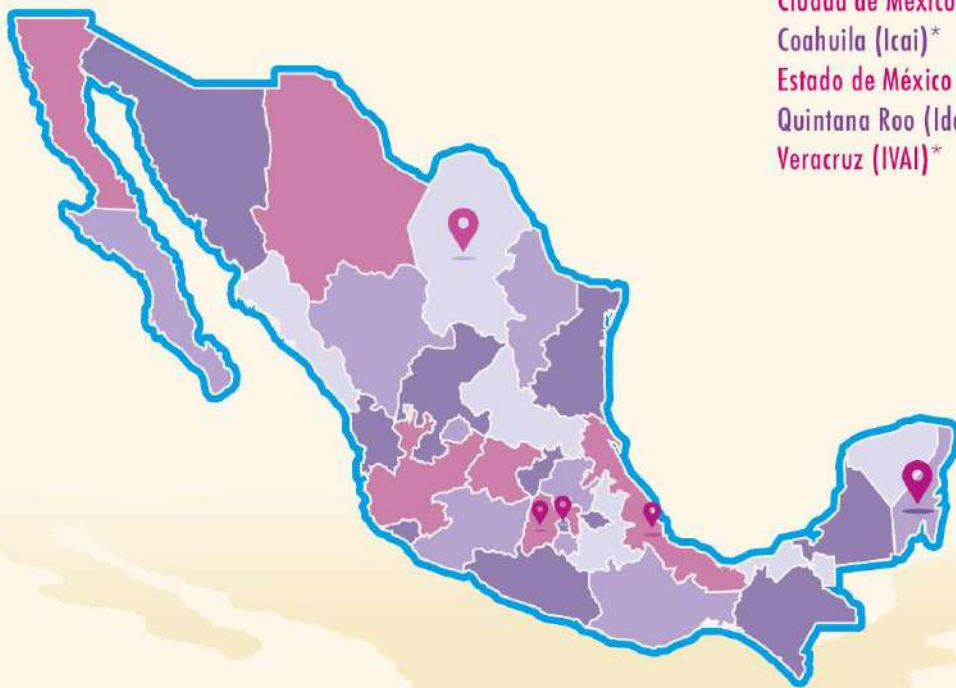 Ciudad de México
Coahuila (Icai)*
Estado de México
Quintana Roo
Veracruz (IVAI)*